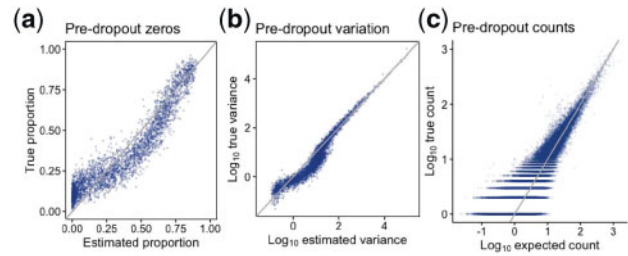 (a) Pre-dropout zeros
1.00
0.75
0.50
0.25
0.00
True proportion
0.00 0.25 0.50 0.75 1.00
Estimated proportion
(b) Pre-dropout variation
4
2
0
Log10 true variance
0 2 4
Log10 estimated variance
(c) Pre-dropout counts
3
2
1
0
Log10 true count
-1 0 1 2 3
Log10 expected count